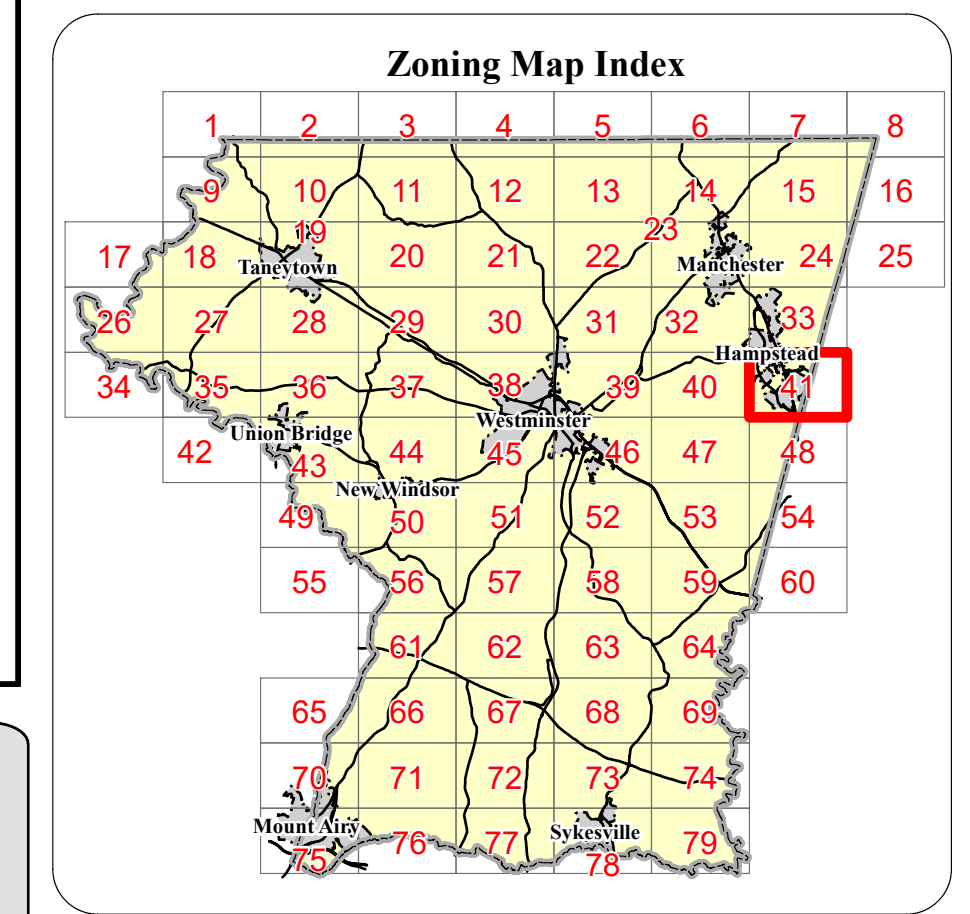 Zoning Map Index
1 2 3 4 5 6 7 8
9 10 11 12 13 14 15 16
17 18 19 20 21 22 23 24 25
Taneytown Manchester
26 27 28 29 30 31 32 33
Hampstead
34 35 36 37 38 39 40 41
Westminster
Union Bridge
42 43 44 45 46 47 48
New Windsor
49 50 51 52 53 54
55 56 57 58 59 60
61 62 63 64
65 66 67 68 69
70 71 72 73 74
Mount Airy Sykesville
75 76 77 78 79